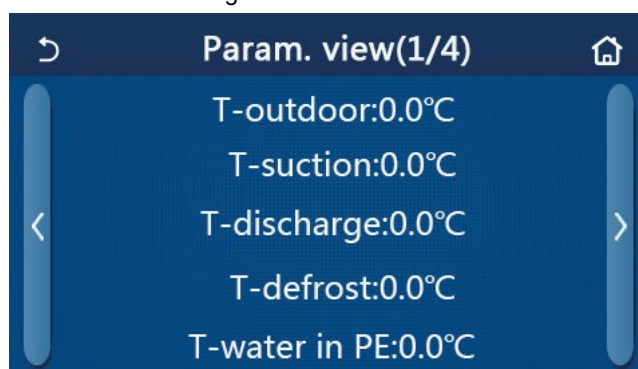 Param. view(1/4)
T-outdoor:0.0℃
T-suction:0.0℃
T-discharge:0.0℃
T-defrost:0.0℃
T-water in PE:0.0℃